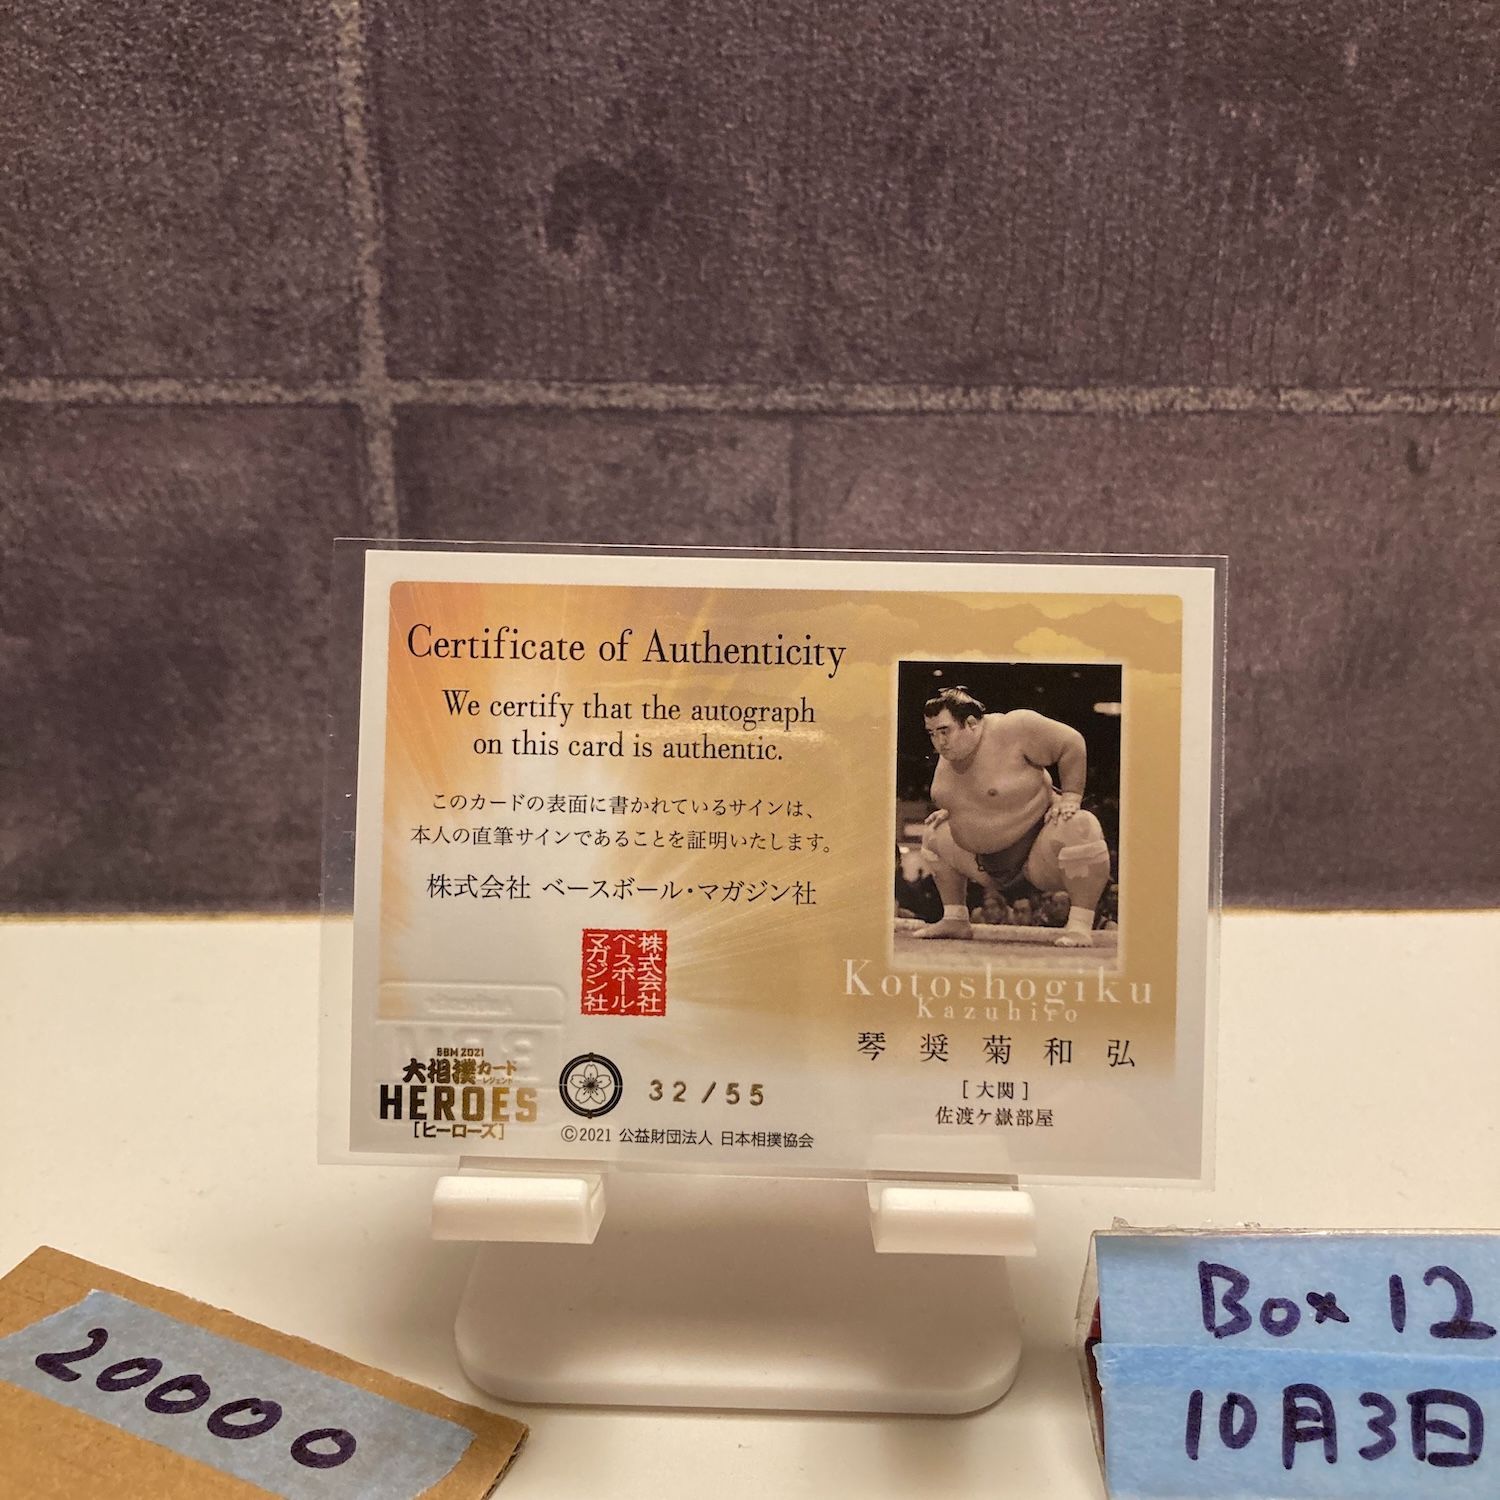 Certificate of Authenticity
We certify that the autograph
on this card is authentic.
このカードの表面に書かれているサインは、
本人の直筆サインであることを証明いたします。
株式会社 ベースボール・マガジン社
株式会社
ベースボール・
マガジン社
Kotoshogiku
Kazuhiro
琴奨菊和弘
[大関]
佐渡ケ嶽部屋
BBM 2021
大相撲カード
レジェンド
HEROES
[ヒーローズ]
32/55
©2021 公益財団法人 日本相撲協会
20000
Box 12
10月3日